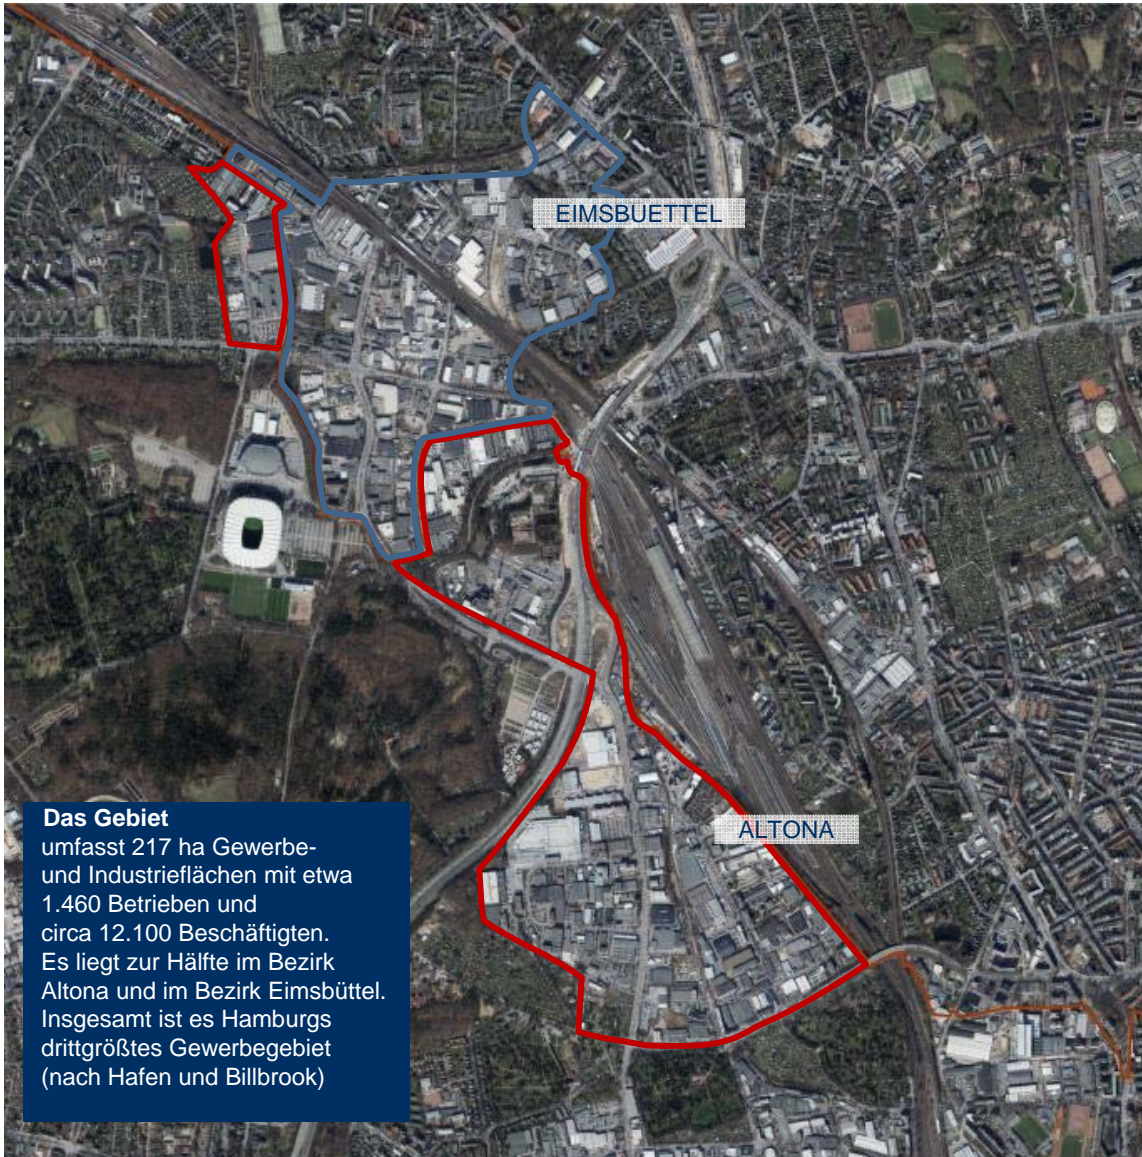 EIMSBUETTEL
ALTONA
Das Gebiet
umfasst 217 ha Gewerbe-
und Industrieflächen mit etwa
1.460 Betrieben und
circa 12.100 Beschäftigten.
Es liegt zur Hälfte im Bezirk
Altona und im Bezirk Eimsbüttel.
Insgesamt ist es Hamburgs
drittgrößtes Gewerbegebiet
(nach Hafen und Billbrook)